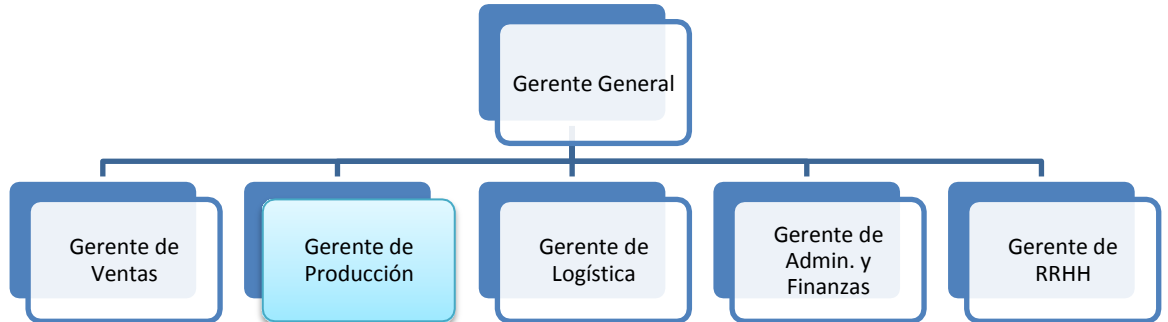 Gerente General
Gerente de
Ventas
Gerente de
Producción
Gerente de
Logística
Gerente de
Admin. y
Finanzas
Gerente de
RRHH